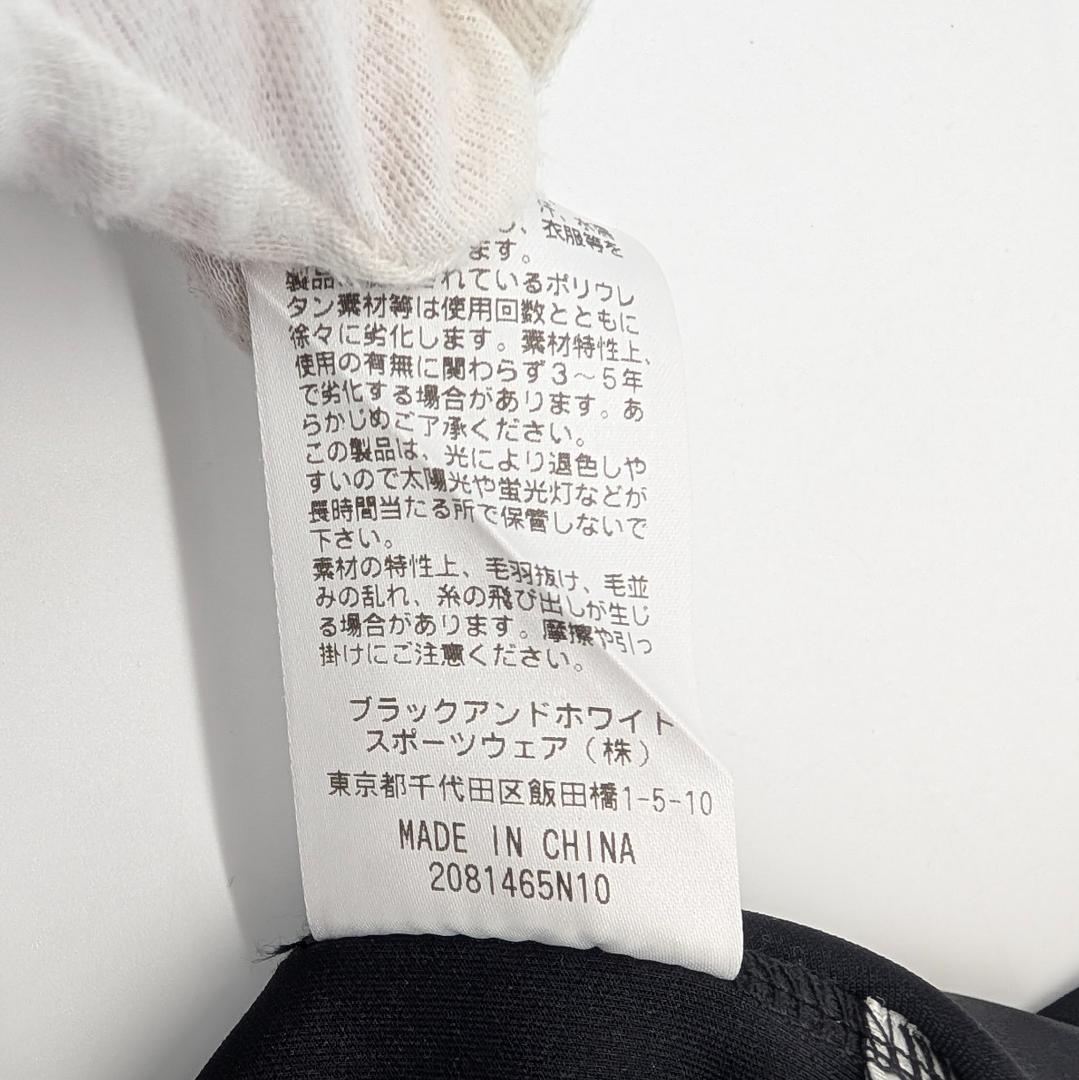 衣服等を
ます。
製品 れているポリウレ
タン素材等は使用回数とともに
徐々に劣化します。素材特性上、
使用の有無に関わらず3～5年
で劣化する場合があります。あ
らかじめご了承ください。
この製品は、光により退色しや
すいので太陽光や蛍光灯などが
長時間当たる所で保管しないで
下さい。
素材の特性上、毛羽抜け、毛並
みの乱れ、糸の飛び出しが生じ
る場合があります。摩擦や引っ
掛けにご注意ください。
ブラックアンドホワイト
スポーツウェア（株）
東京都千代田区飯田橋1-5-10
MADE IN CHINA
2081465N10